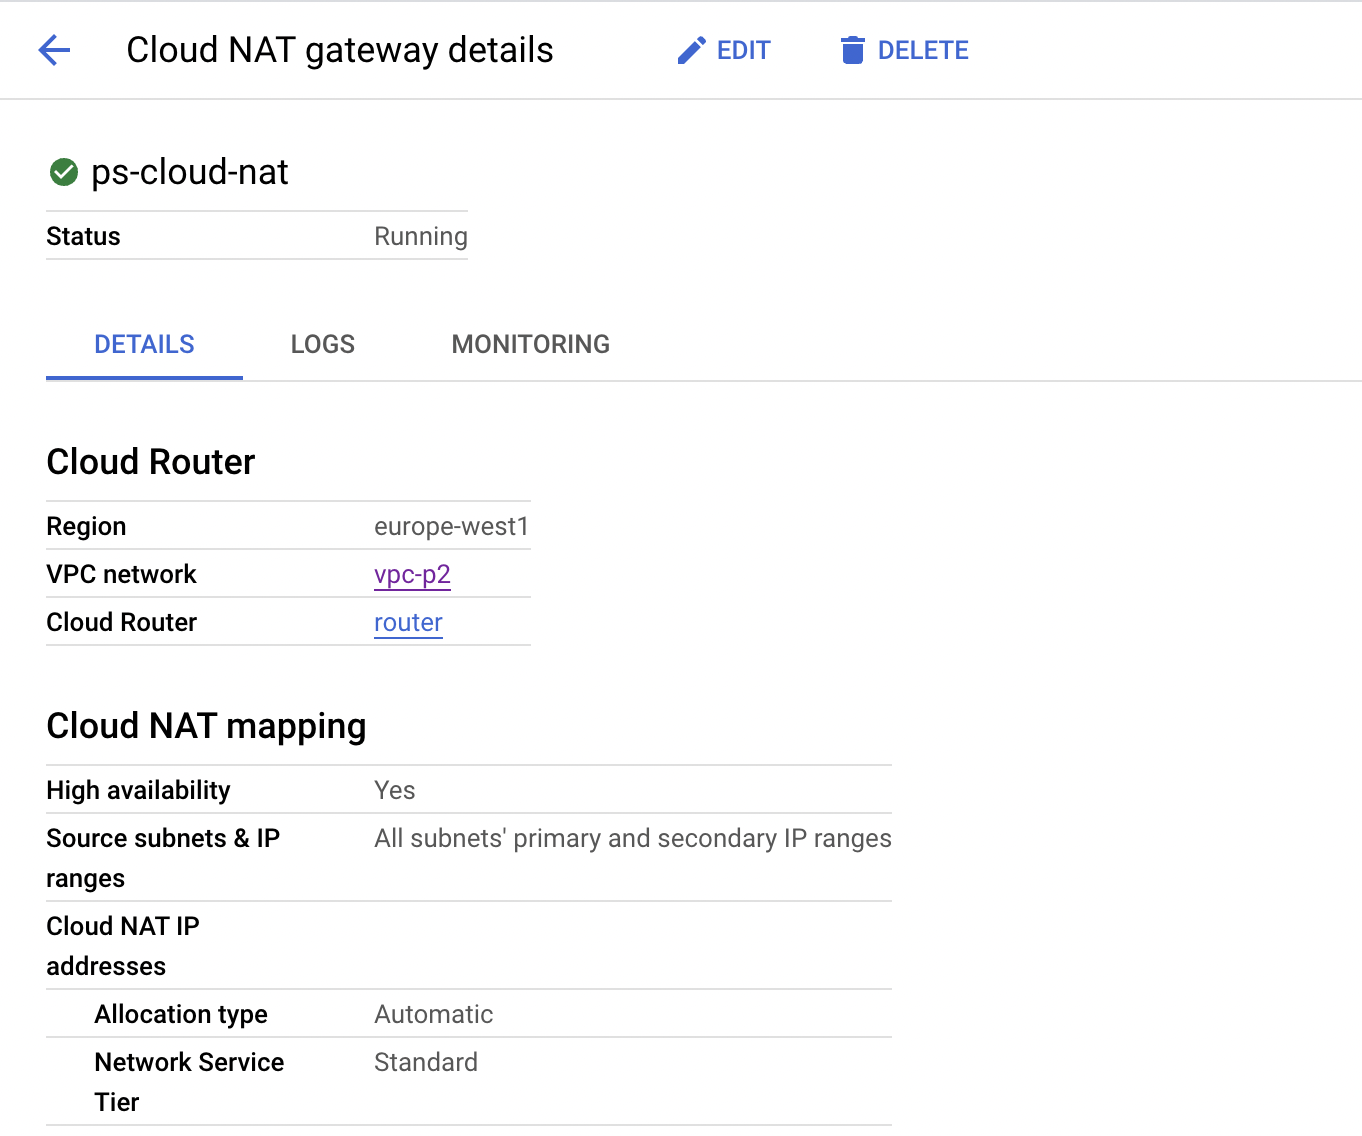 Cloud NAT gateway details EDIT DELETE
ps-cloud-nat
Status Running
DETAILS LOGS MONITORING
Cloud Router
Region europe-west1
VPC network vpc-p2
Cloud Router router
Cloud NAT mapping
High availability Yes
Source subnets & IP All subnets' primary and secondary IP ranges
ranges
Cloud NAT IP
addresses
Allocation type Automatic
Network Service Standard
Tier